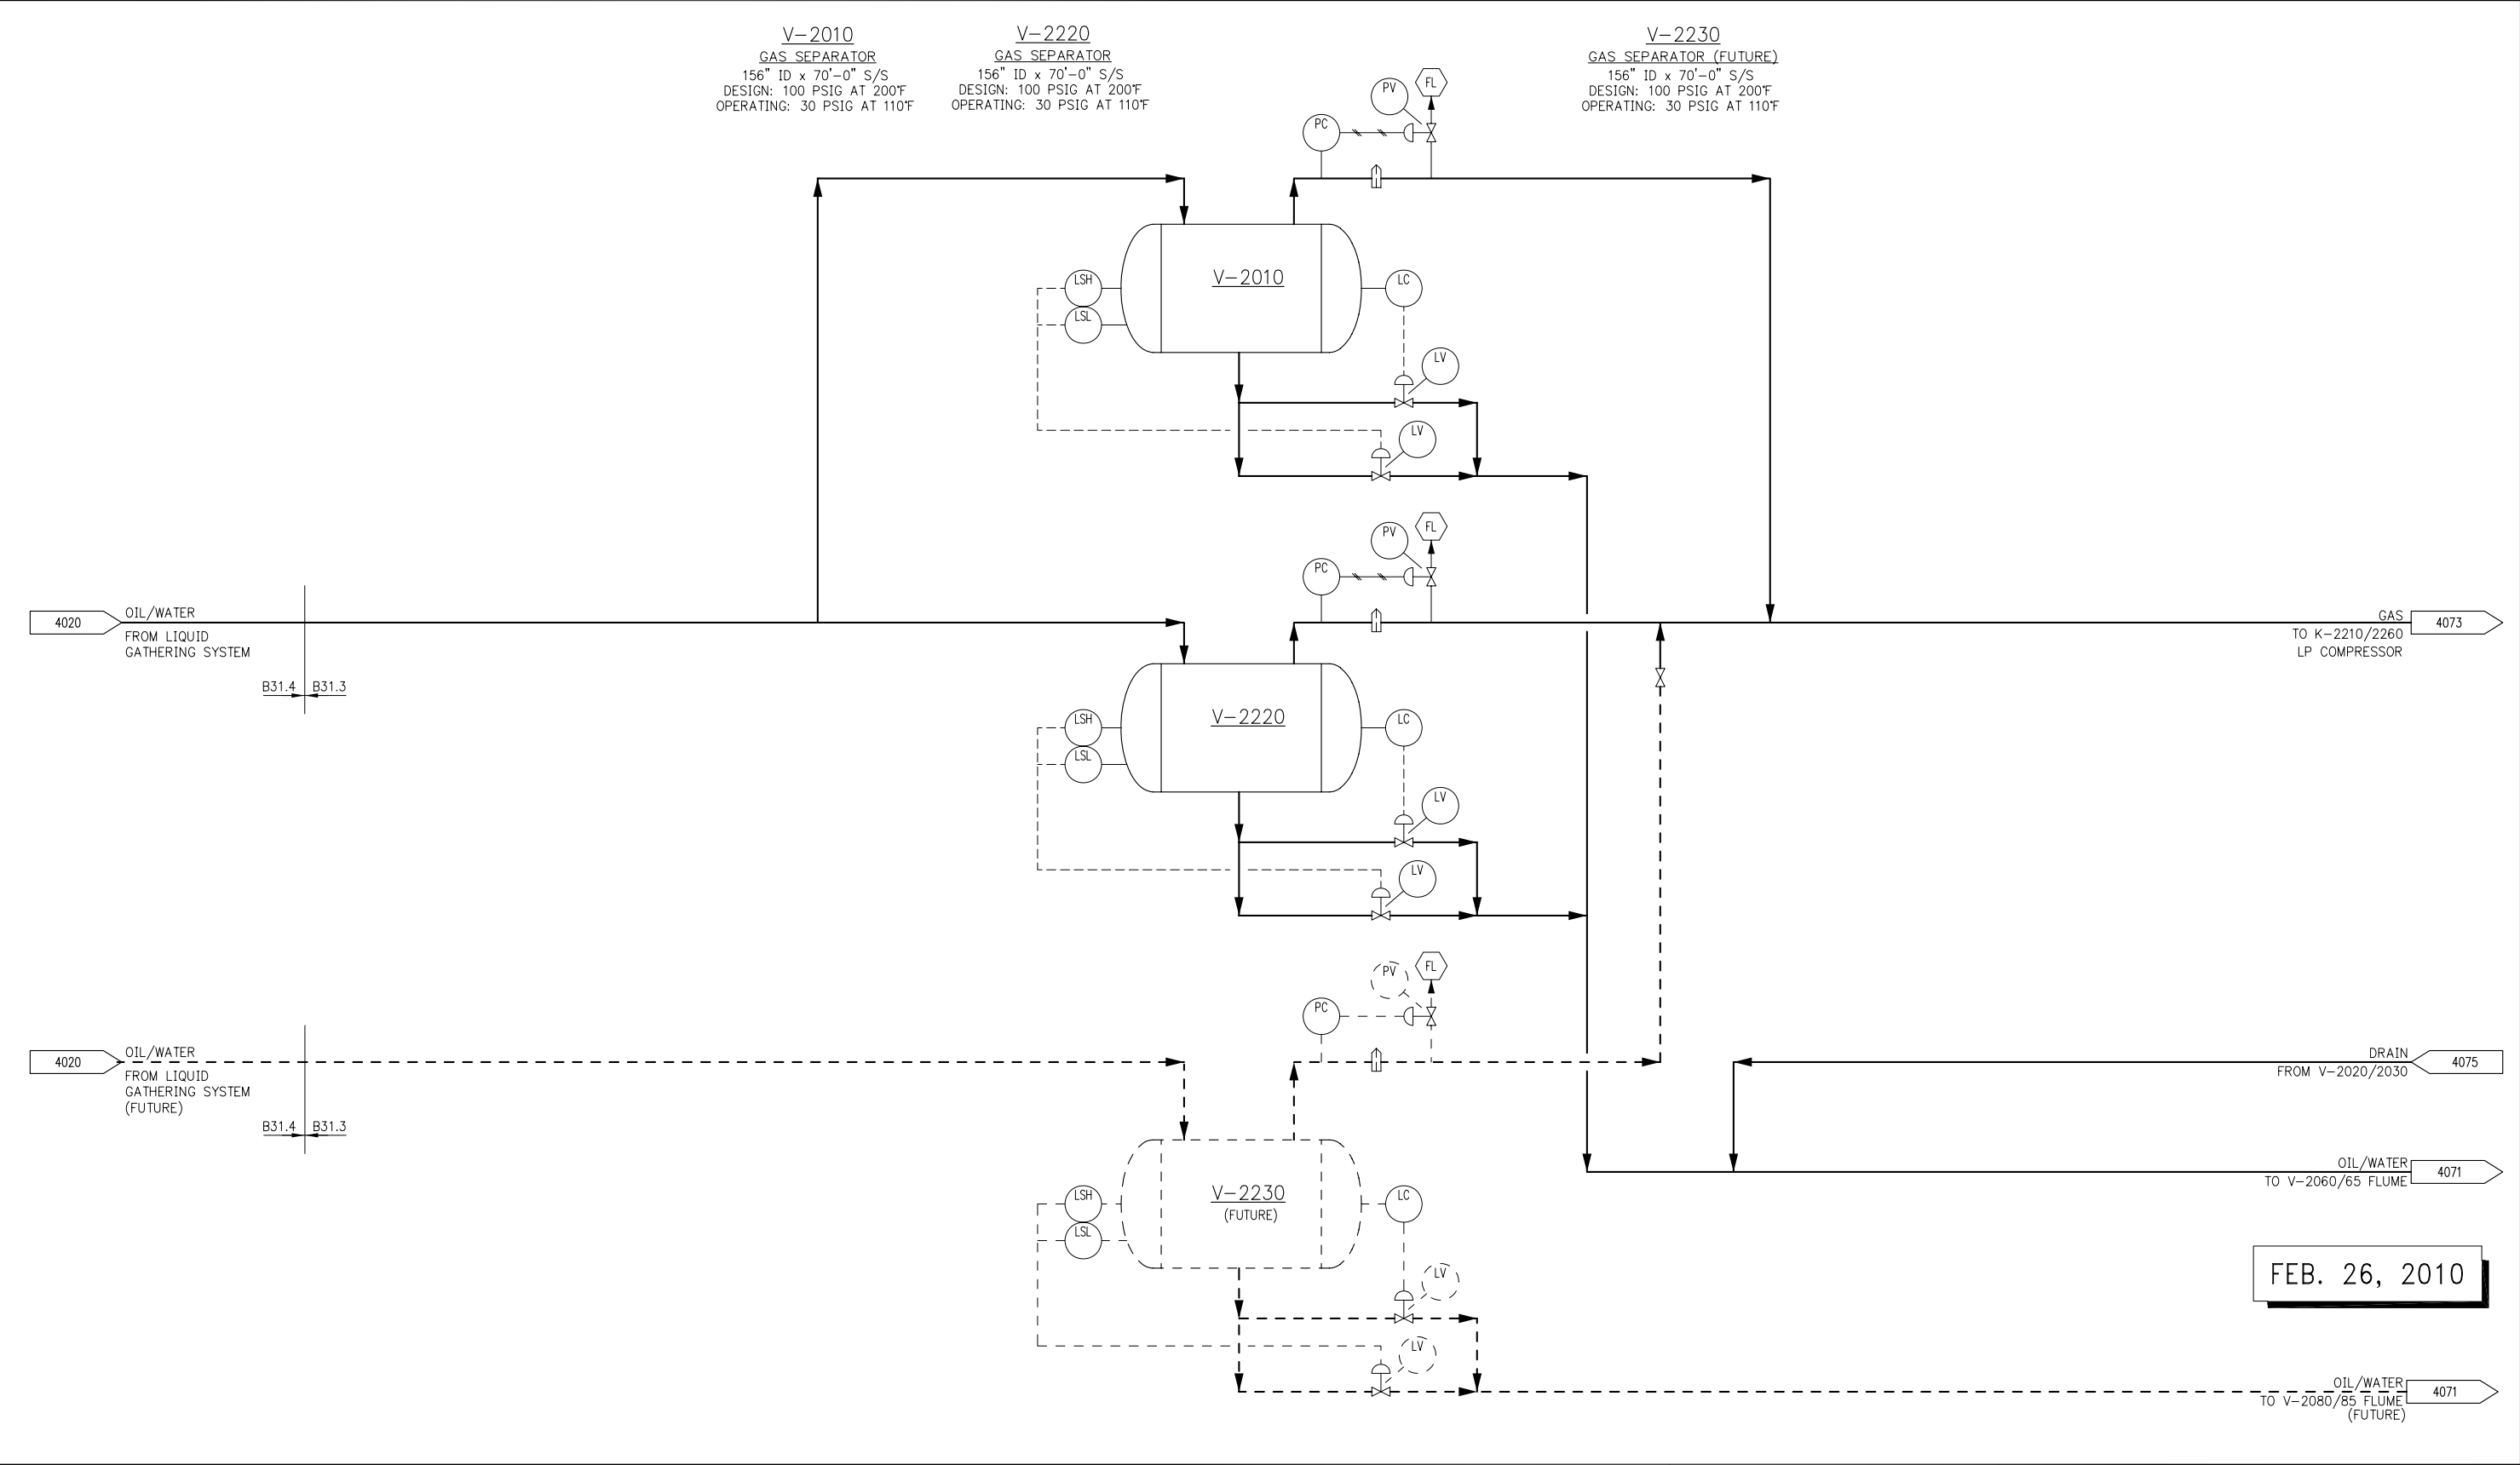 V-2010
GAS SEPARATOR
156" ID x 70'-0" S/S
DESIGN: 100 PSIG AT 200°F
OPERATING: 30 PSIG AT 110°F
V-2220
GAS SEPARATOR
156" ID x 70'-0" S/S
DESIGN: 100 PSIG AT 200°F
OPERATING: 30 PSIG AT 110°F
V-2230
GAS SEPARATOR (FUTURE)
156" ID x 70'-0" S/S
DESIGN: 100 PSIG AT 200°F
OPERATING: 30 PSIG AT 110°F
FL
PV
PC
V-2010
LSH
LSL
LC
LV
LV
FL
PV
PC
4020
OIL/WATER
FROM LIQUID
GATHERING SYSTEM
B31.4
B31.3
GAS
TO K-2210/2260
LP COMPRESSOR
4073
V-2220
LSH
LSL
LC
LV
LV
FL
PV
PC
4020
OIL/WATER
FROM LIQUID
GATHERING SYSTEM
(FUTURE)
B31.4
B31.3
DRAIN
FROM V-2020/2030
4075
OIL/WATER
TO V-2060/65 FLUME
4071
V-2230
(FUTURE)
LSH
LSL
LC
LV
LV
FEB. 26, 2010
OIL/WATER
TO V-2080/85 FLUME
(FUTURE)
4071